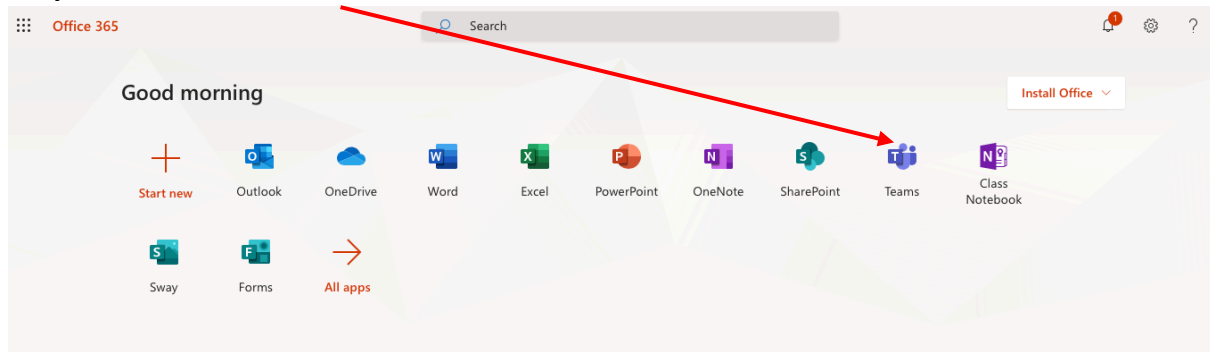 Office 365
Search
1
?
Good morning
Install Office
Start new
Outlook
OneDrive
Word
Excel
PowerPoint
OneNote
SharePoint
Teams
Class
Notebook
Sway
Forms
All apps